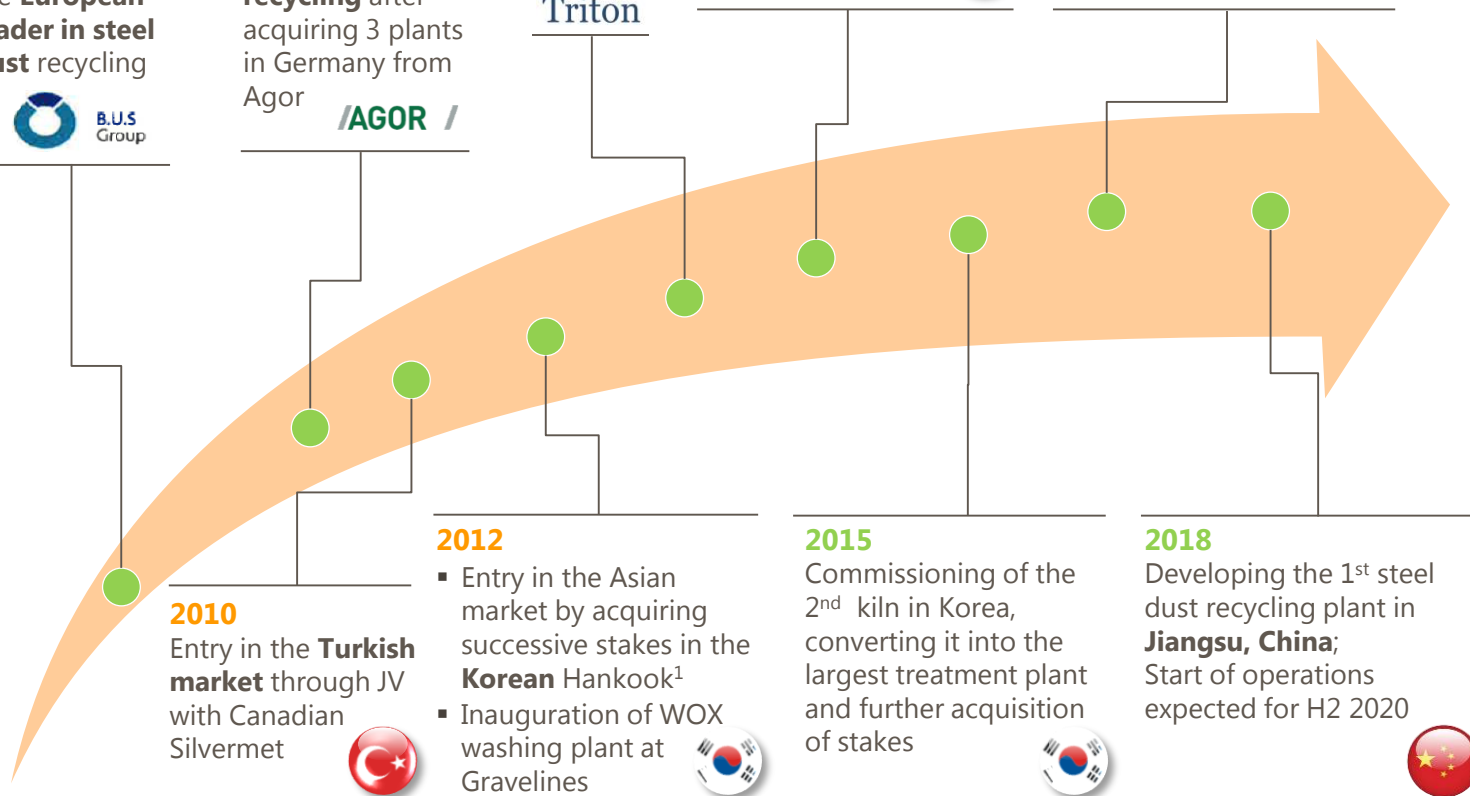 European
recycling after
ader in steel
acquiring 3 plants
ust recycling
in Germany from
Agor
Triton
B.U.S
Group
/AGOR /
2010
Entry in the Turkish
market through JV
with Canadian
Silvermet
2012
▪ Entry in the Asian
market by acquiring
successive stakes in the
Korean Hankook¹
▪ Inauguration of WOX
washing plant at
Gravelines
2015
Commissioning of the
2nd kiln in Korea,
converting it into the
largest treatment plant
and further acquisition
of stakes
2018
Developing the 1st steel
dust recycling plant in
Jiangsu, China;
Start of operations
expected for H2 2020